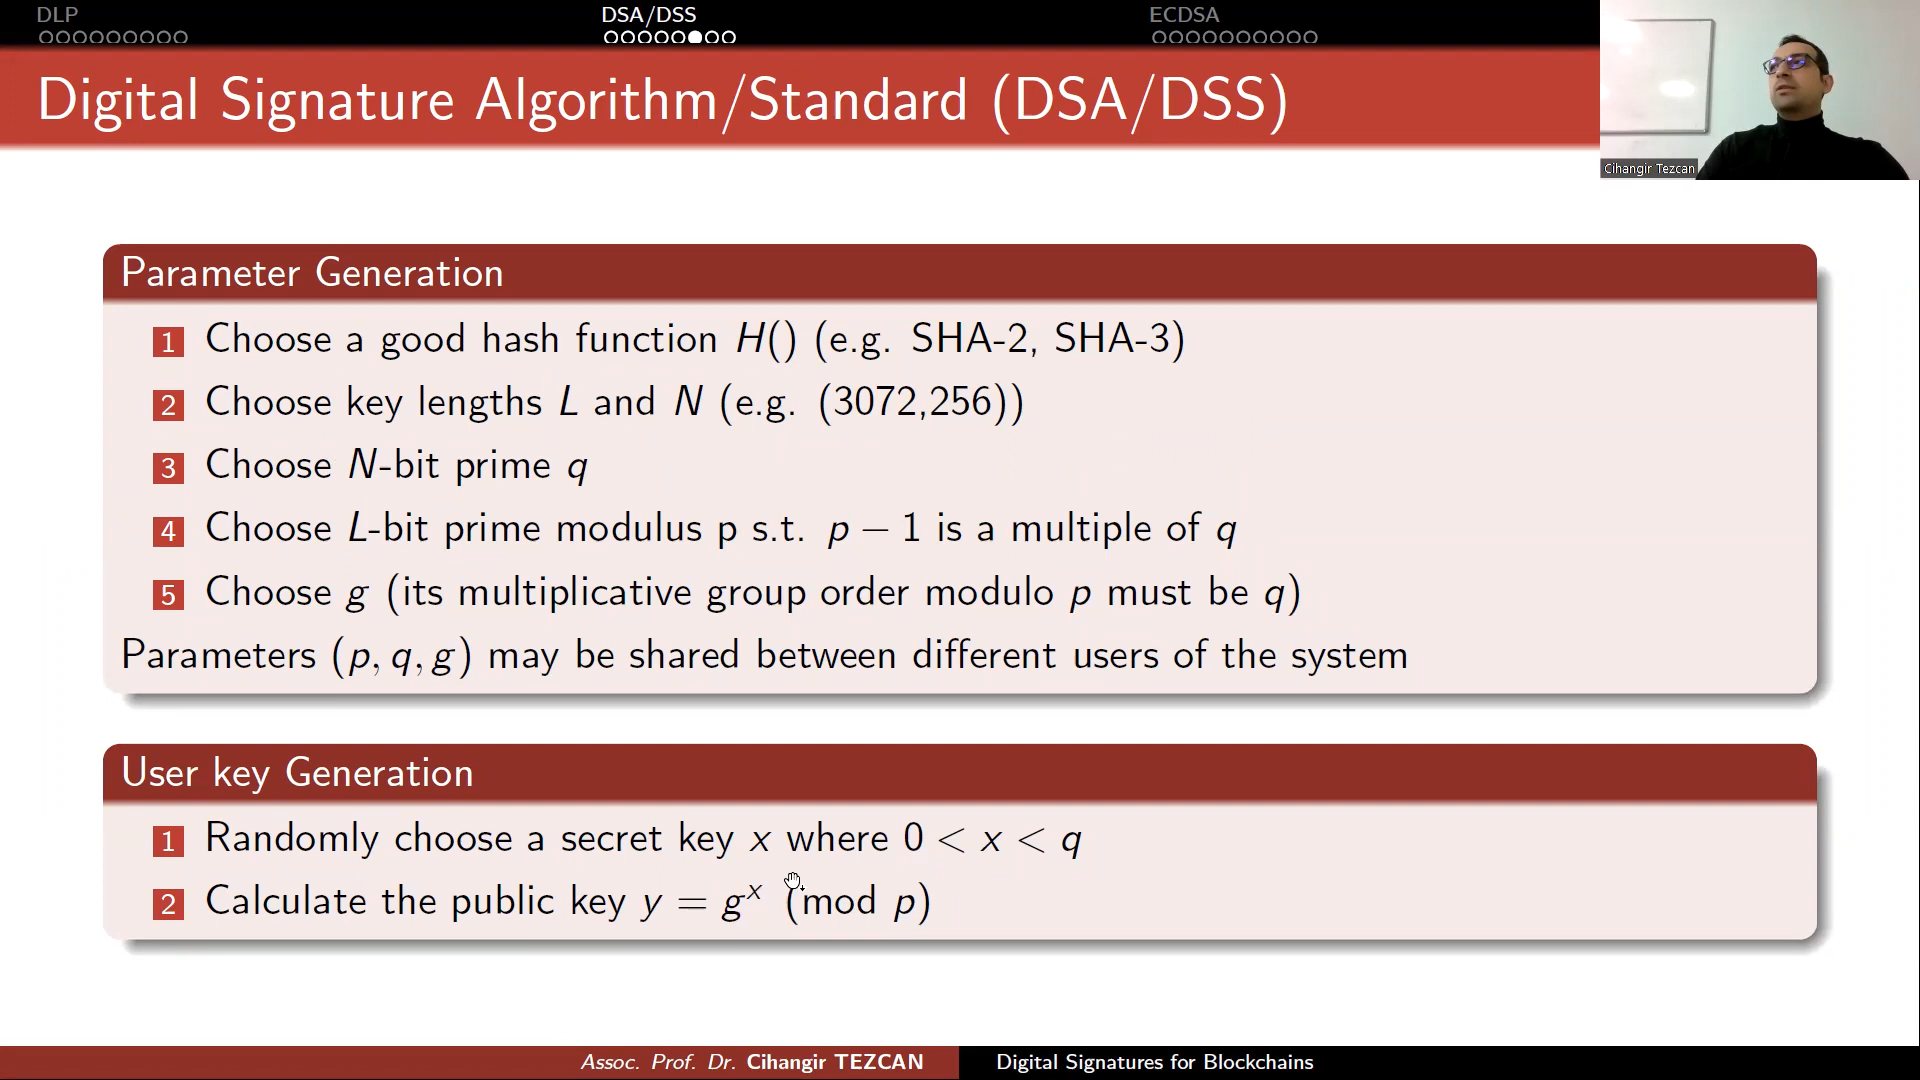 DLP
DSA/DSS
ECDSA
Digital Signature Algorithm/Standard (DSA/DSS)
Cihangir Tezcan
Parameter Generation
1 Choose a good hash function H() (e.g. SHA-2, SHA-3)
2 Choose key lengths L and N (e.g. (3072,256))
3 Choose N-bit prime q
4 Choose L-bit prime modulus p s.t. p − 1 is a multiple of q
5 Choose g (its multiplicative group order modulo p must be q)
Parameters (p, q, g) may be shared between different users of the system
User key Generation
1 Randomly choose a secret key x where 0 < x < q
2 Calculate the public key y = gˣ (mod p)
Assoc. Prof. Dr. Cihangir TEZCAN
Digital Signatures for Blockchains